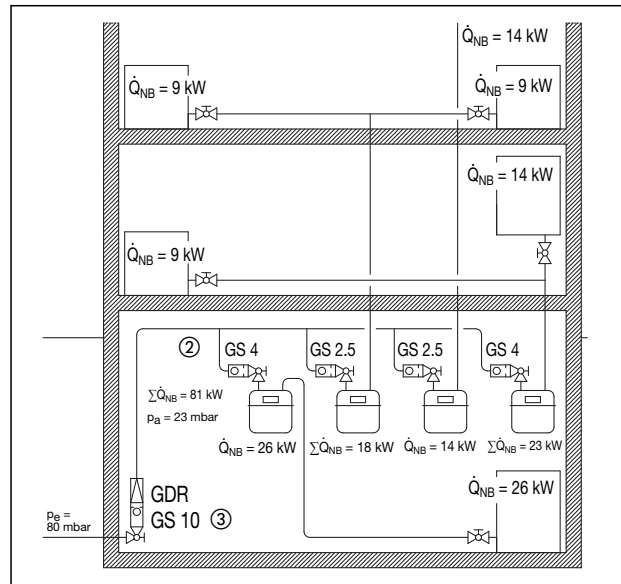 Q̇NB = 14 kW
Q̇NB = 9 kW
Q̇NB = 9 kW
Q̇NB = 14 kW
Q̇NB = 9 kW
② GS 4 GS 2.5 GS 2.5 GS 4
∑Q̇NB = 81 kW
pa = 23 mbar
Q̇NB = 26 kW
∑Q̇NB = 18 kW
Q̇NB = 14 kW
∑Q̇NB = 23 kW
GDR
GS 10 ③
pe =
80 mbar
Q̇NB = 26 kW